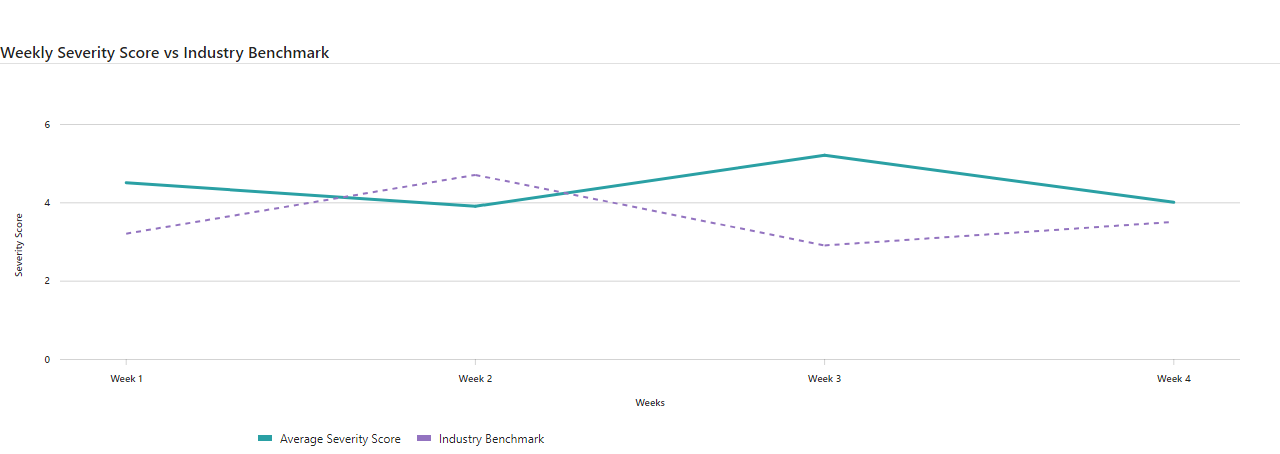 Weekly Severity Score vs Industry Benchmark
6
4
2
0
Severity Score
Week 1 Week 2 Week 3 Week 4
Weeks
Average Severity Score Industry Benchmark